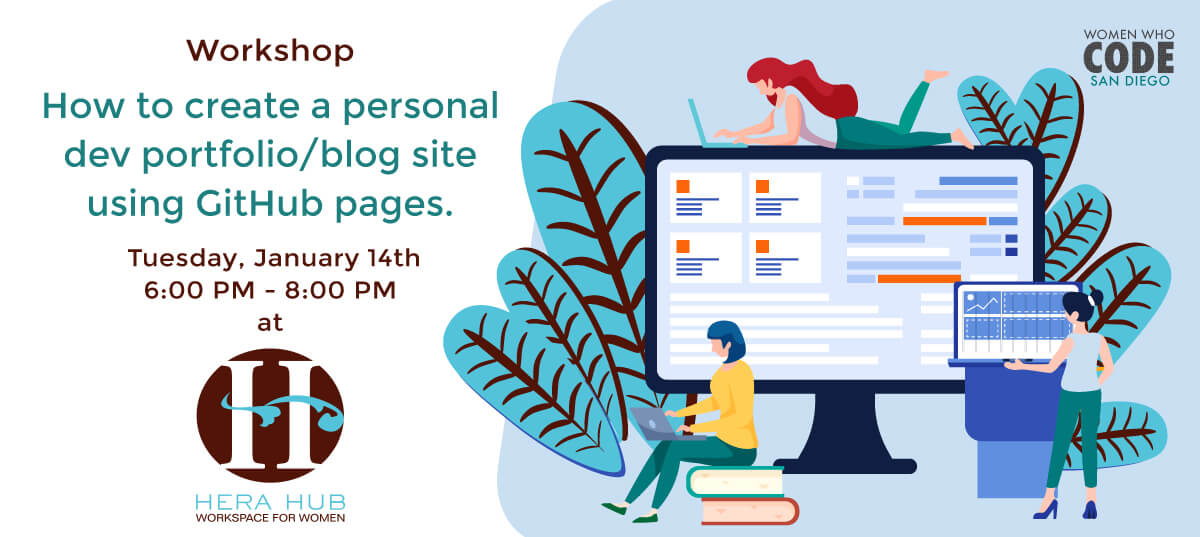 Workshop
How to create a personal
dev portfolio/blog site
using GitHub pages.
Tuesday, January 14th
6:00 PM - 8:00 PM
at
H
HERA HUB
WORKSPACE FOR WOMEN
WOMEN WHO
CODE
SAN DIEGO